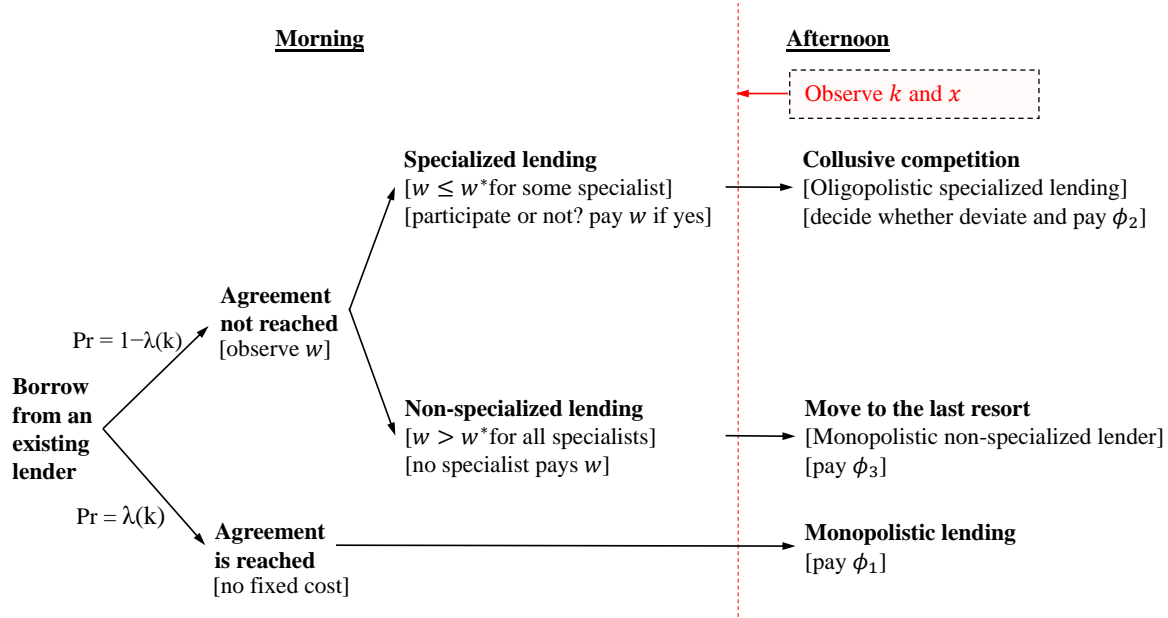 Morning
Afternoon
Observe k and x
Specialized lending
[w ≤ w* for some specialist]
[participate or not? pay w if yes]
Collusive competition
[Oligopolistic specialized lending]
[decide whether deviate and pay ϕ₂]
Agreement
not reached
[observe w]
Pr = 1−λ(k)
Borrow
from an
existing
lender
Non-specialized lending
[w > w* for all specialists]
[no specialist pays w]
Move to the last resort
[Monopolistic non-specialized lender]
[pay ϕ₃]
Pr = λ(k)
Agreement
is reached
[no fixed cost]
Monopolistic lending
[pay ϕ₁]